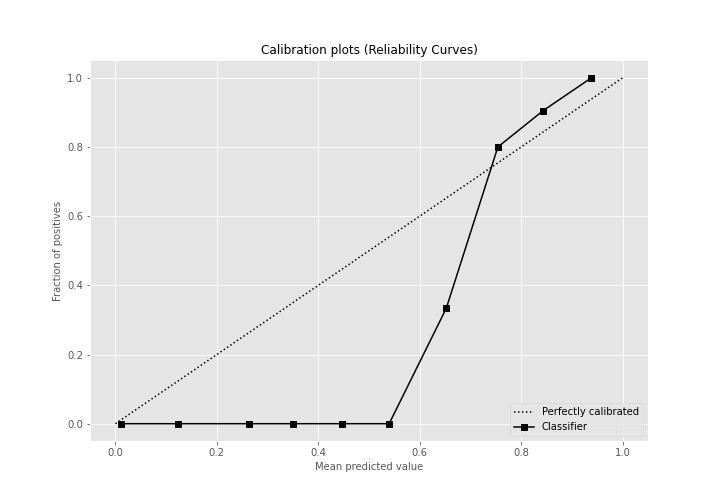 Calibration plots (Reliability Curves)
1.0
0.8
0.6
0.4
0.2
0.0
Fraction of positives
0.0 0.2 0.4 0.6 0.8 1.0
Mean predicted value
Perfectly calibrated
Classifier